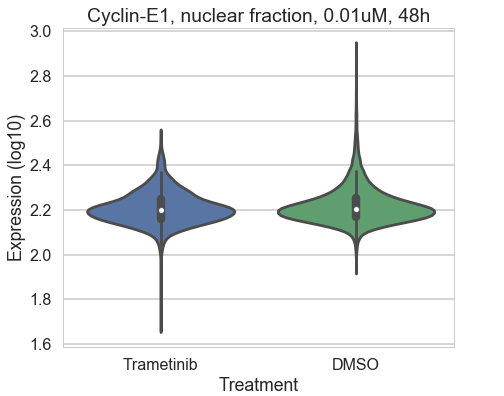 Cyclin-E1, nuclear fraction, 0.01uM, 48h
3.0
2.8
2.6
2.4
2.2
2.0
1.8
1.6
Expression (log10)
Trametinib DMSO
Treatment